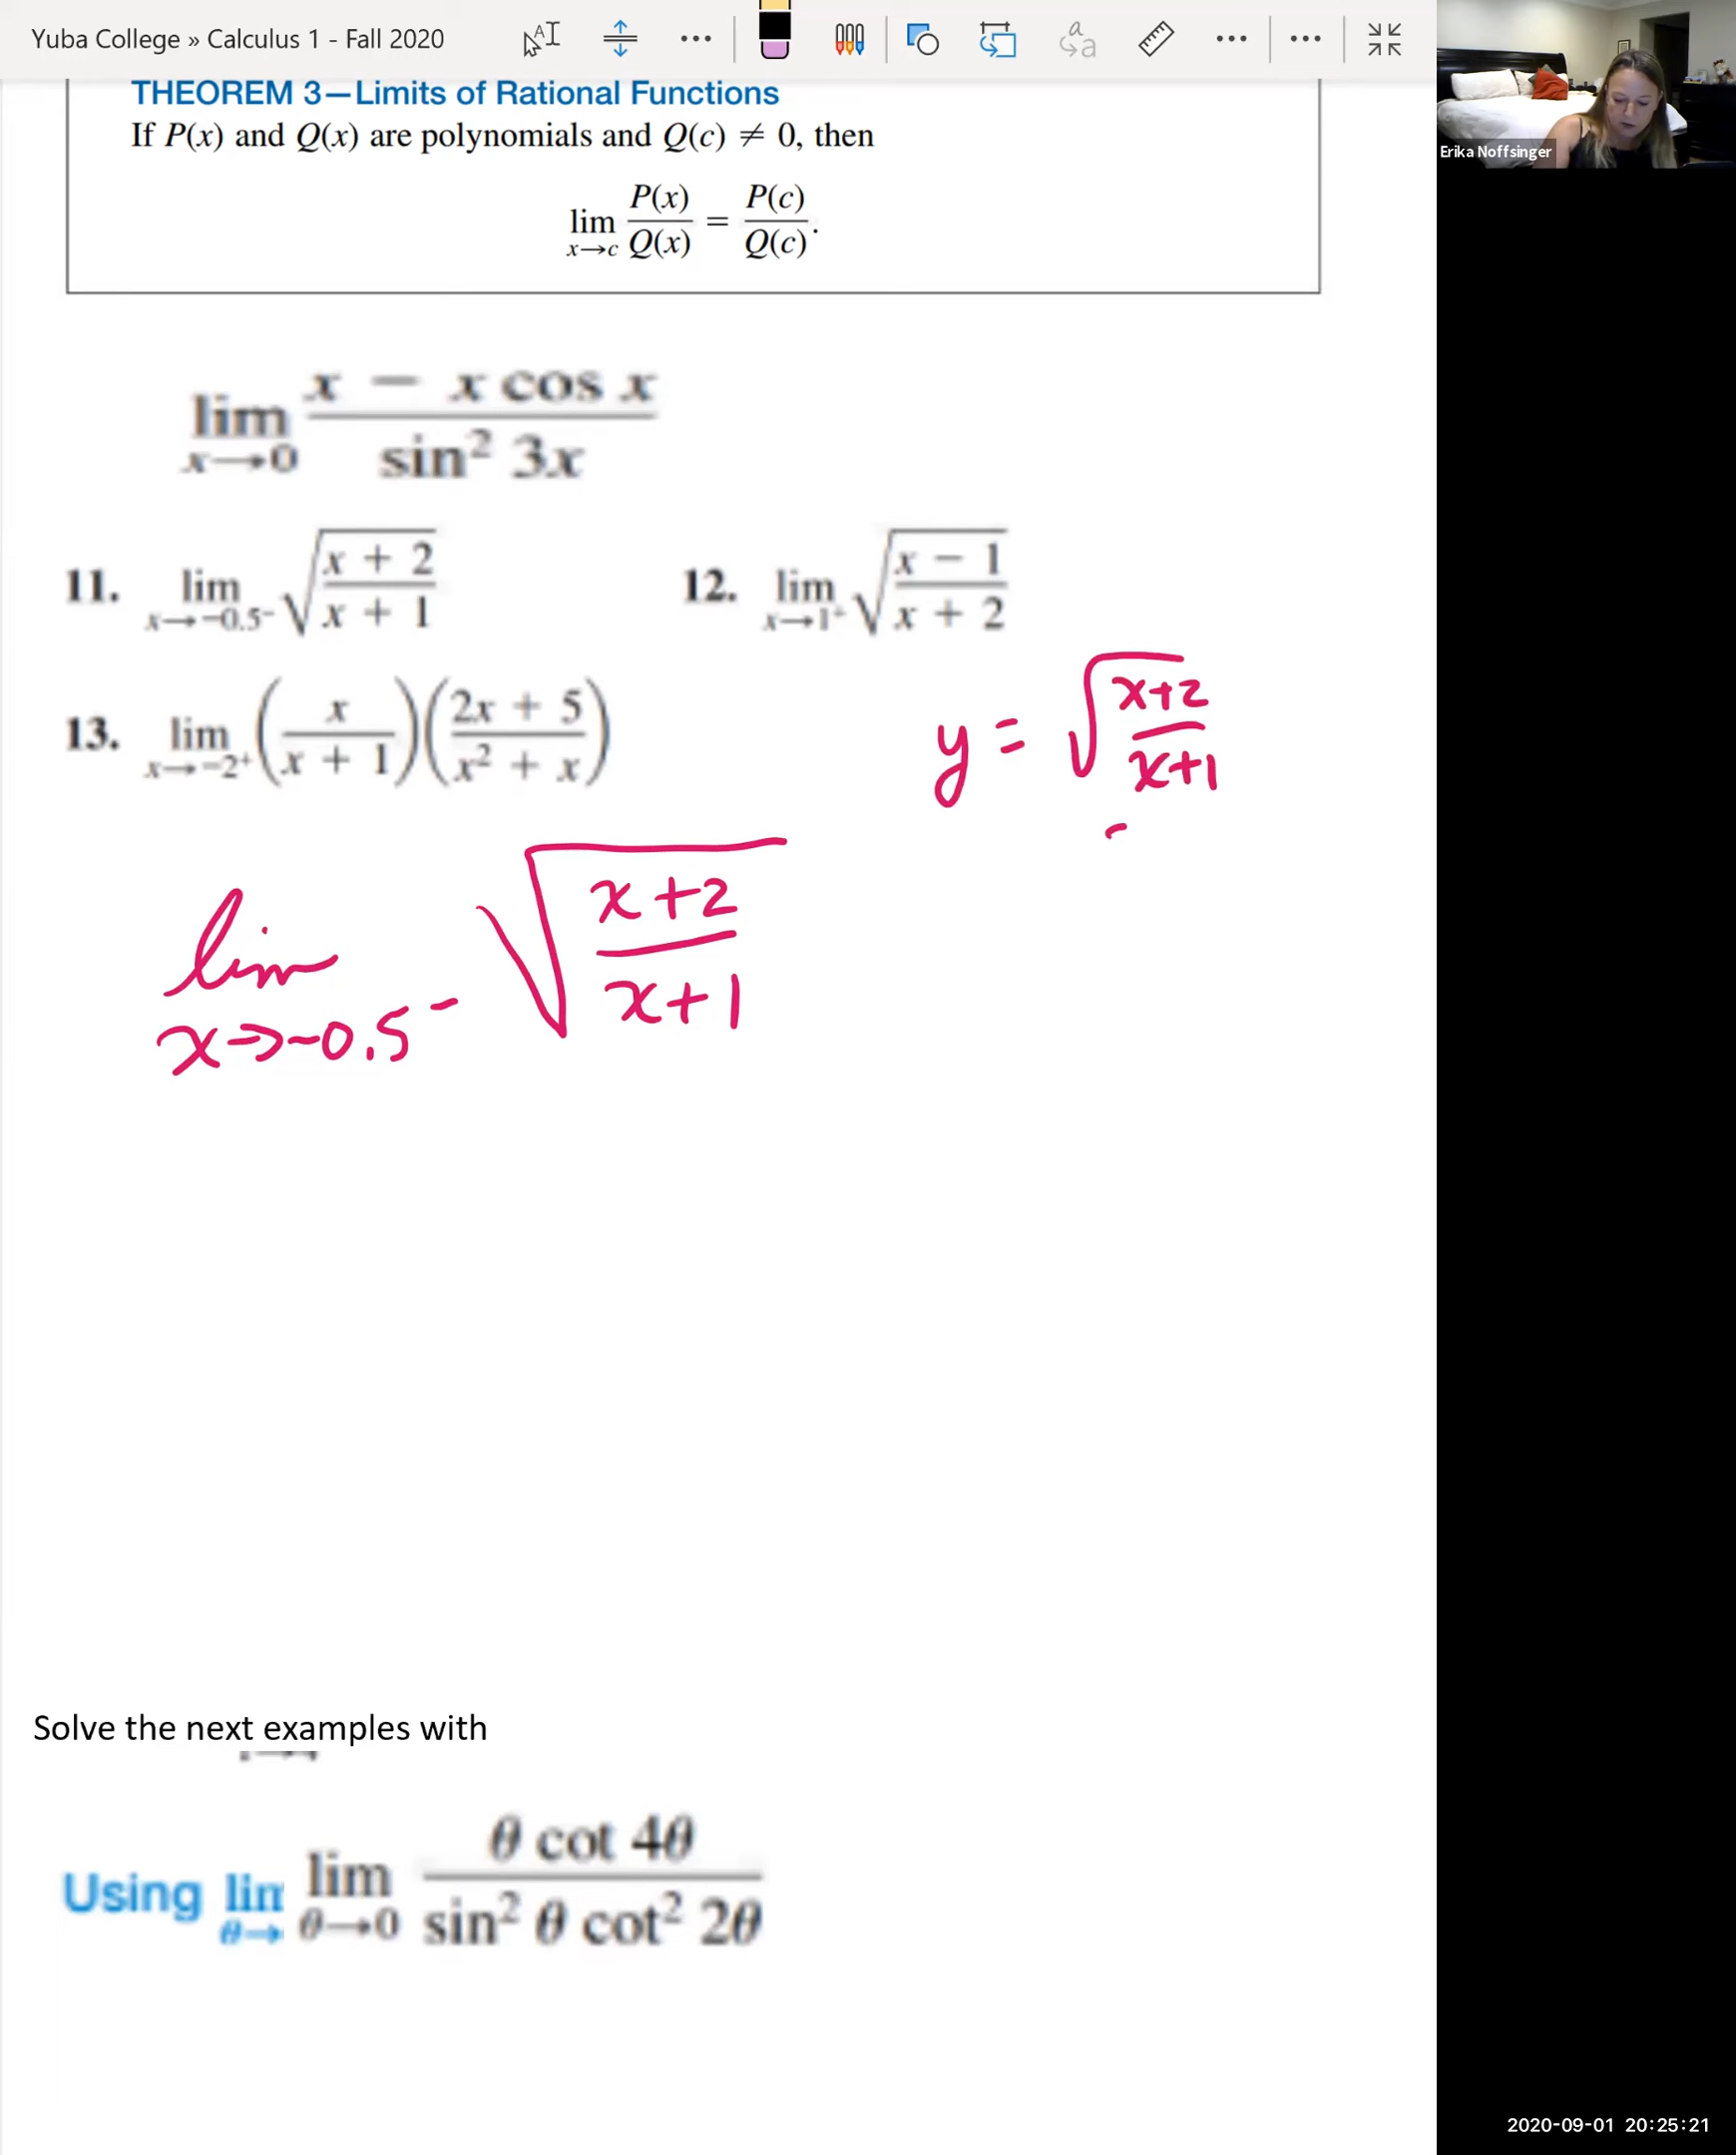 Yuba College » Calculus 1 - Fall 2020
Erika Noffsinger
THEOREM 3—Limits of Rational Functions
If P(x) and Q(x) are polynomials and Q(c) ≠ 0, then
lim x→c P(x)/Q(x) = P(c)/Q(c).
lim x→0 (x − x cos x)/(sin² 3x)
11. lim x→−0.5⁻ √((x + 2)/(x + 1))
12. lim x→1⁺ √((x − 1)/(x + 2))
13. lim x→−2⁺ (x/(x + 1))((2x + 5)/(x² + x))
y = √((x+2)/(x+1))
lim x→-0.5⁻ √((x+2)/(x+1))
Solve the next examples with
Using lim θ→ lim θ→0 (θ cot 4θ)/(sin² θ cot² 2θ)
2020-09-01 20:25:21